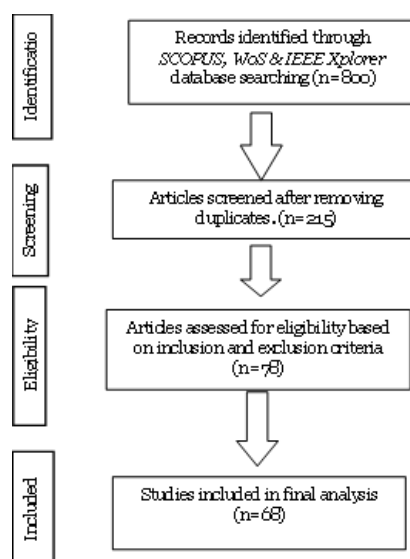 Identificatio
Records identified through
SCOPUS, WoS & IEEE Xplorer
database searching (n=800)
Screening
Articles screened after removing
duplicates. (n=215)
Eligibility
Articles assessed for eligibility based
on inclusion and exclusion criteria
(n=78)
Included
Studies included in final analysis
(n=68)